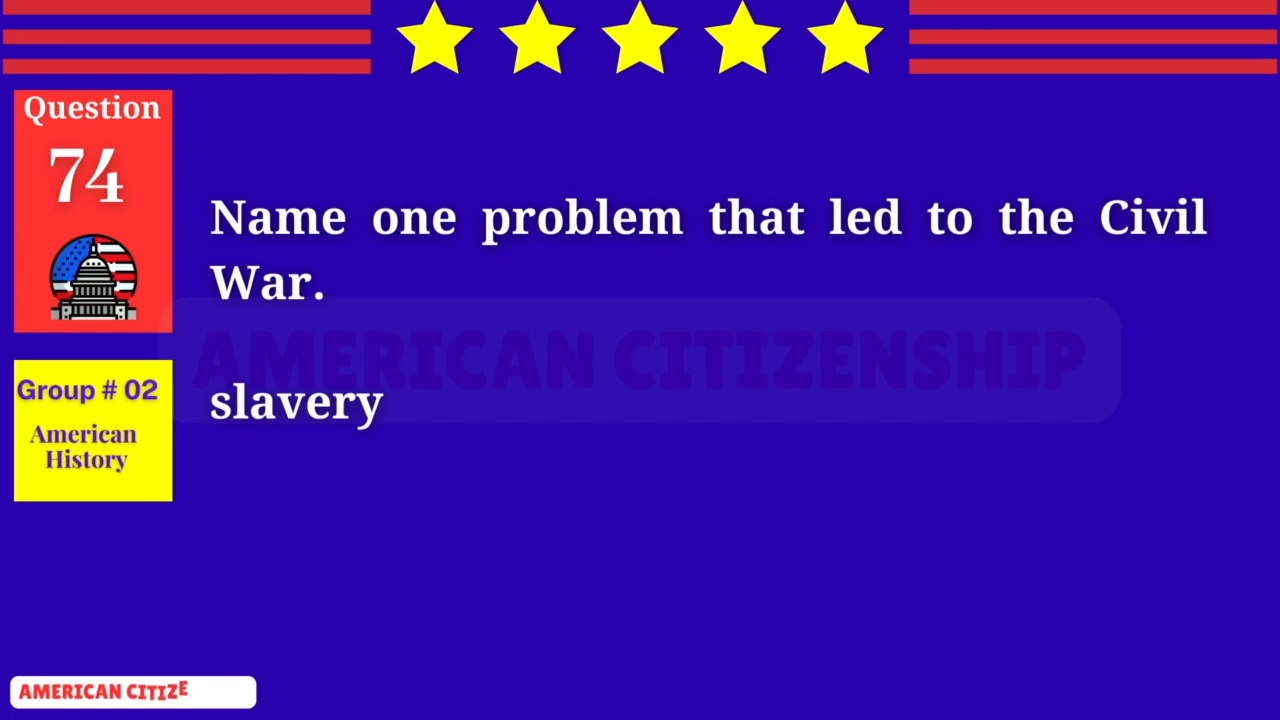 Question
74
Name one problem that led to the Civil
War.
AMERICAN CITIZENSHIP
Group # 02
American
History
slavery
AMERICAN CITIZE